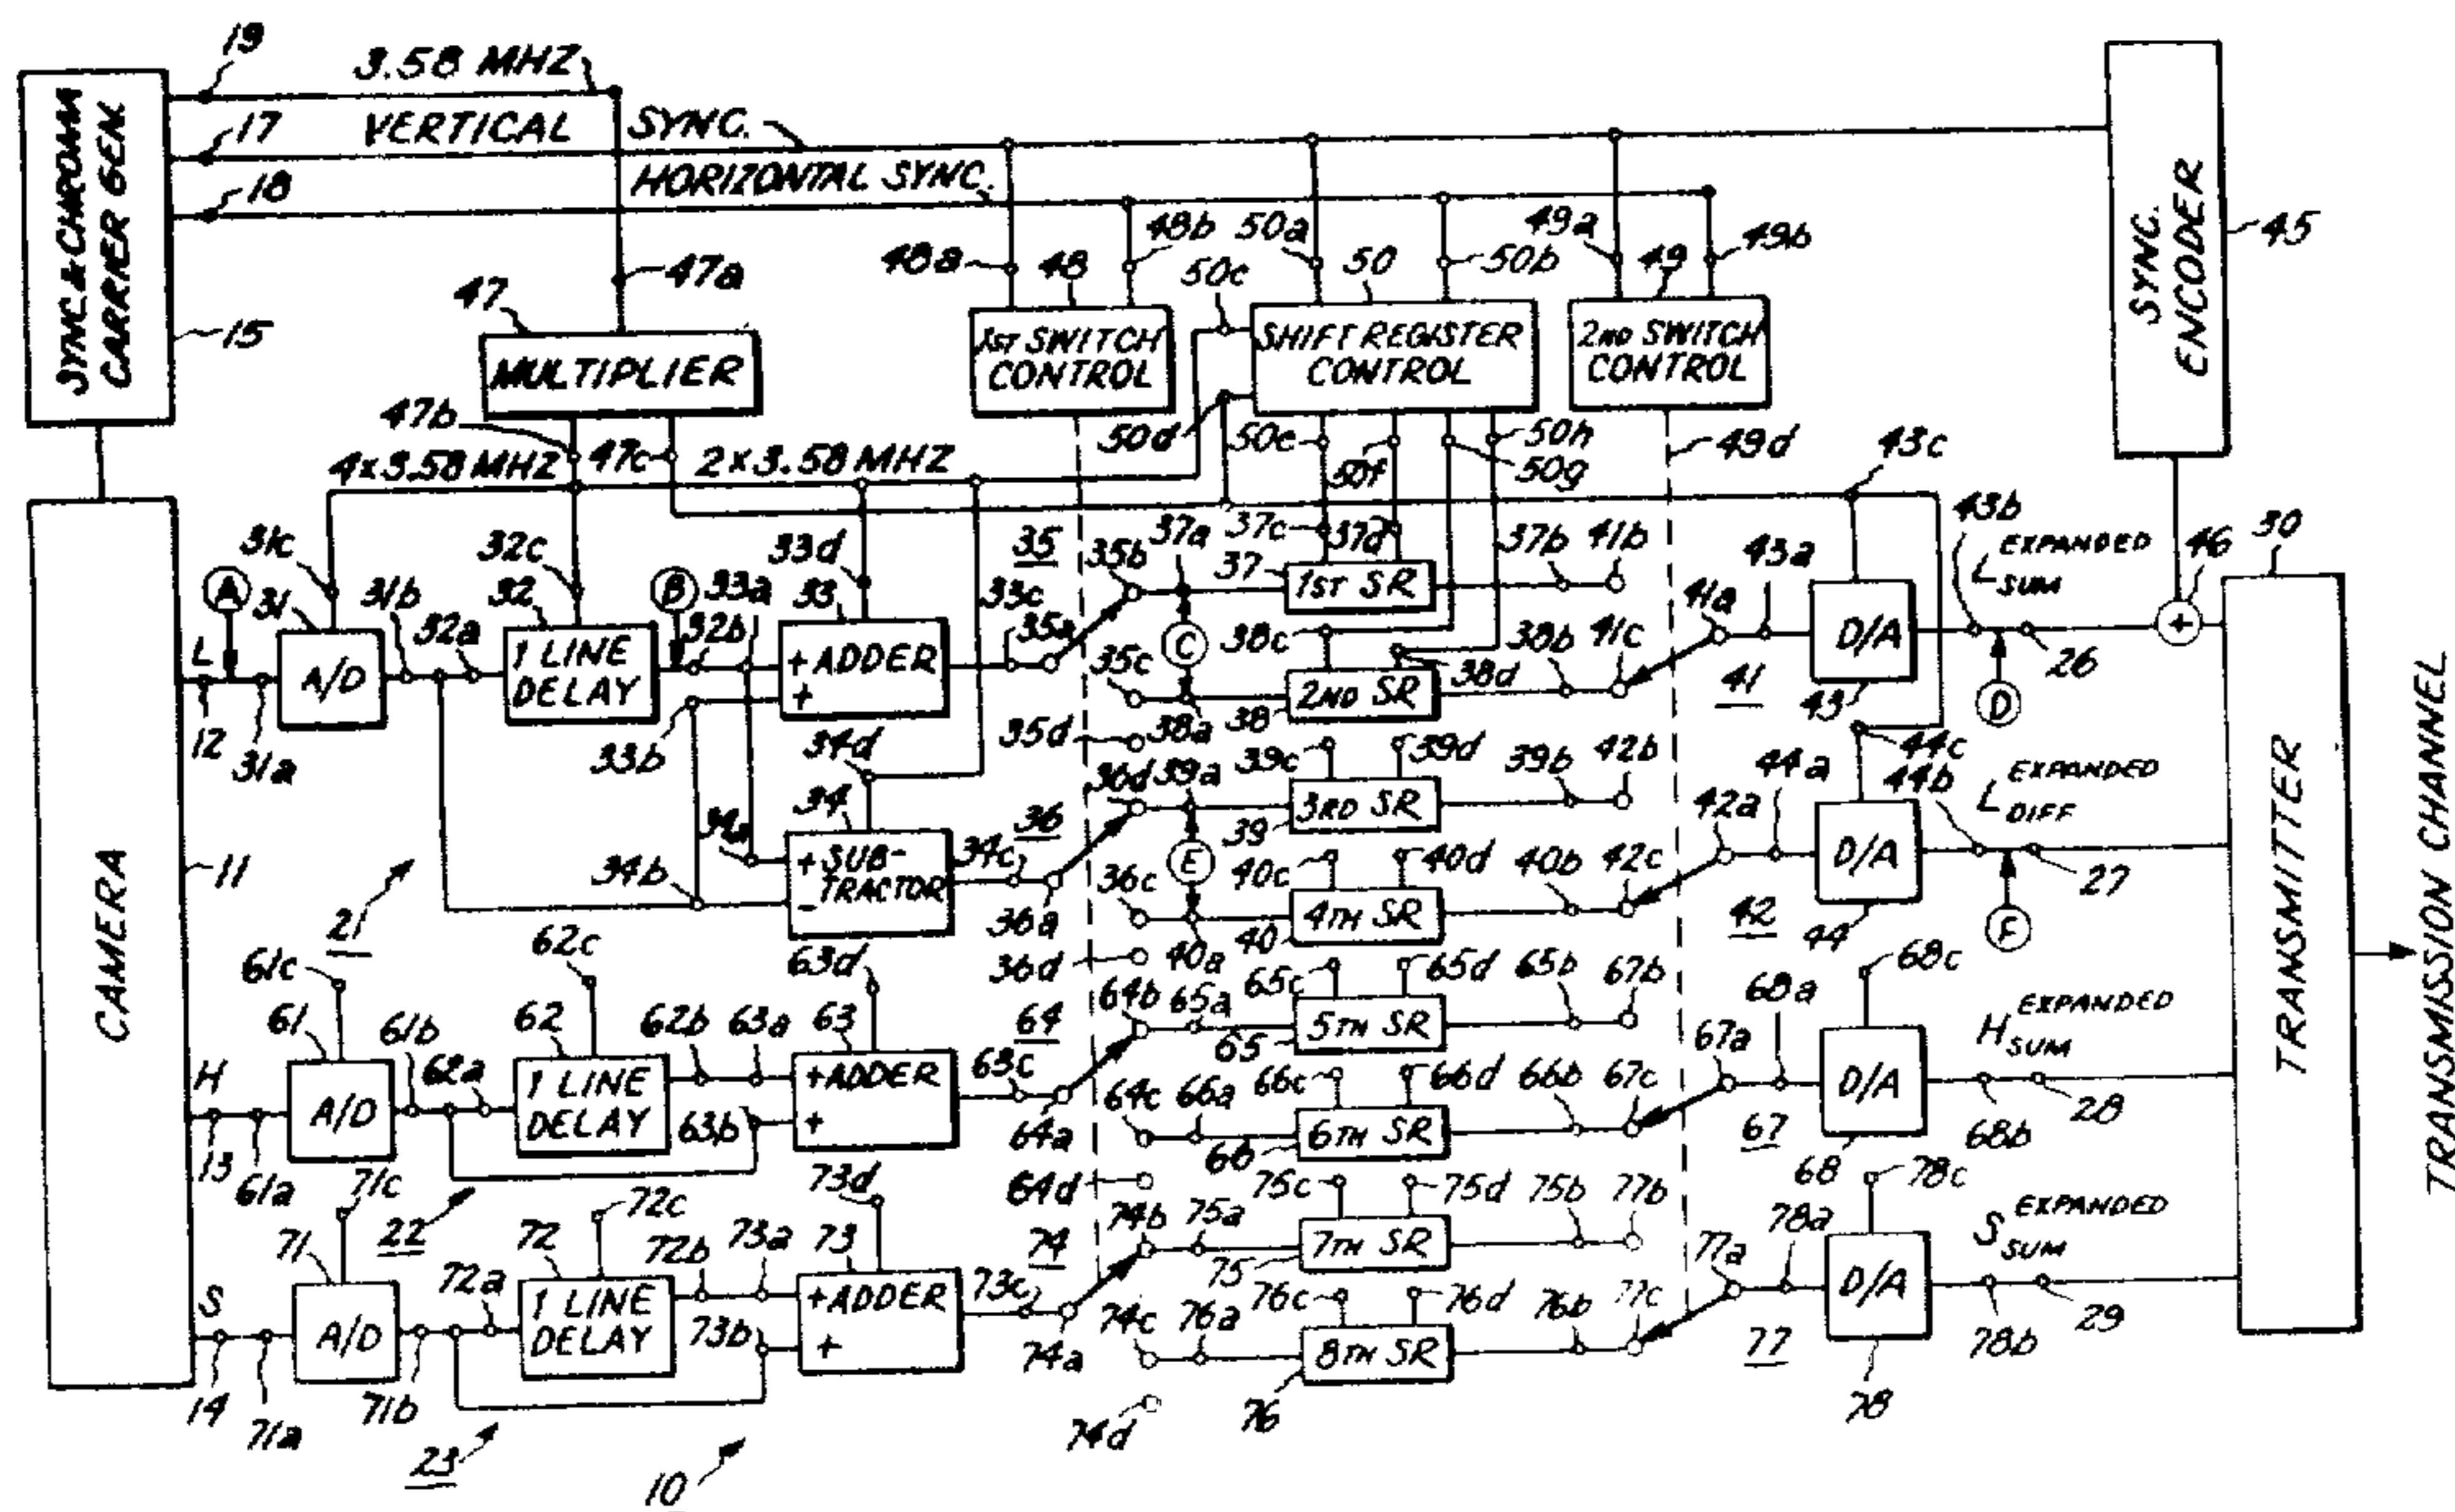 19
3.58 MHZ
SYNC & CHROMA CARRIER GEN.
17
VERTICAL SYNC.
18
HORIZONTAL SYNC.
15
SYNC. ENCODER
45
47a
47
MULTIPLIER
47b
47c
4x3.58 MHZ
2x3.58 MHZ
48a
48
48b
50a
50c
50
50b
49a
49
49b
1ST SWITCH CONTROL
SHIFT REGISTER CONTROL
2ND SWITCH CONTROL
50d
50e
50f
50g
50h
49d
43c
CAMERA
11
A
31c
31
31b
L
12
31a
A/D
32c
32
32a
1 LINE DELAY
B
32b
33a
33d
33
+ADDER
+
33b
33c
35
35a
35b
35c
35d
37a
37c
37d
37
1ST SR
37b
41b
C
38c
38d
38b
41c
38a
38
2ND SR
41a
41
43a
D/A
43
43b
L SUM EXPANDED
D
26
46
+
30
TRANSMITTER
TRANSMISSION CHANNEL
34d
34
34a
34b
+SUB-
TRACTOR
-
34c
36
36a
36d
36c
36d
39a
39c
39d
39
3RD SR
39b
42b
E
40c
40d
40b
42c
40a
40
4TH SR
42a
42
44a
44c
44b
D/A
44
L DIFF EXPANDED
27
F
21
61c
61
61b
H
13
61a
A/D
62c
62
62a
1 LINE DELAY
62b
63a
63d
63
+ADDER
+
63b
63c
64
64a
64b
64c
64d
65a
65c
65d
65
5TH SR
65b
67b
66a
66c
66d
66
6TH SR
66b
67c
67a
67
68a
68c
D/A
68
68b
H SUM EXPANDED
28
22
71c
71
71b
S
14
71a
A/D
72c
72
72a
1 LINE DELAY
72b
73a
73d
73
+ADDER
+
73b
73c
74
74a
74b
74c
74d
75a
75c
75d
75
7TH SR
75b
77b
76a
76c
76d
76
8TH SR
76b
77c
77a
77
78a
78c
D/A
78
78b
S SUM EXPANDED
29
23
10